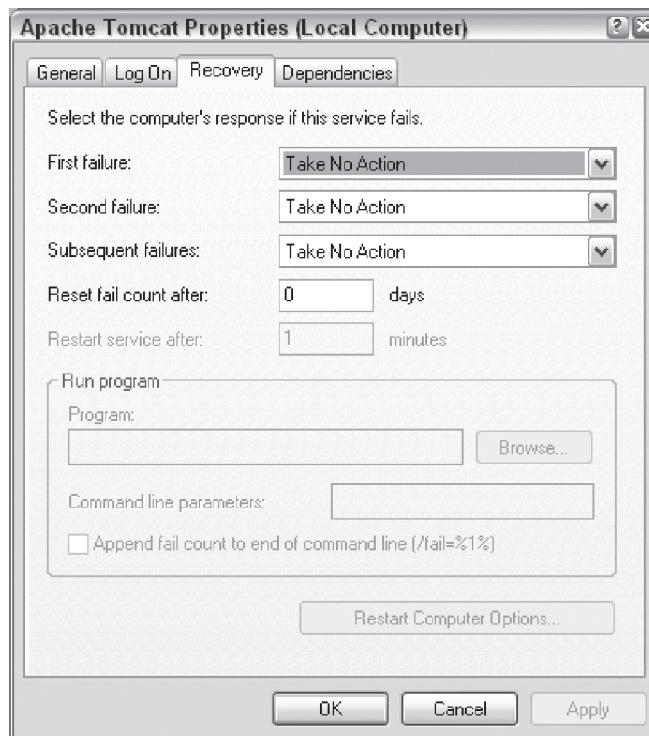 Apache Tomcat Properties (Local Computer)
General Log On Recovery Dependencies
Select the computer's response if this service fails.
First failure: Take No Action
Second failure: Take No Action
Subsequent failures: Take No Action
Reset fail count after: 0 days
Restart service after: 1 minutes
Run program
Program:
Browse...
Command line parameters:
Append fail count to end of command line (/fail=%1%)
Restart Computer Options...
OK Cancel Apply